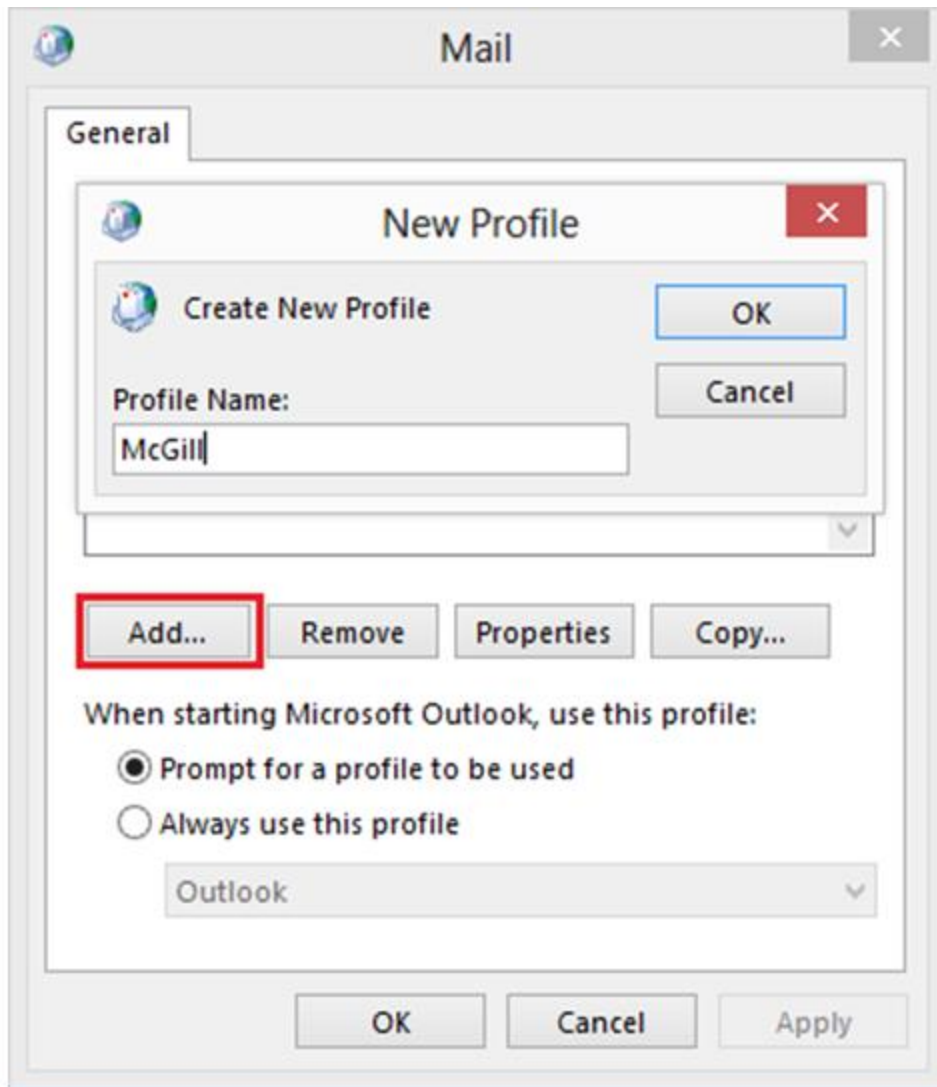 Mail
General
New Profile
Create New Profile
OK
Cancel
Profile Name:
McGill
Add... Remove Properties Copy...
When starting Microsoft Outlook, use this profile:
Prompt for a profile to be used
Always use this profile
Outlook
OK Cancel Apply